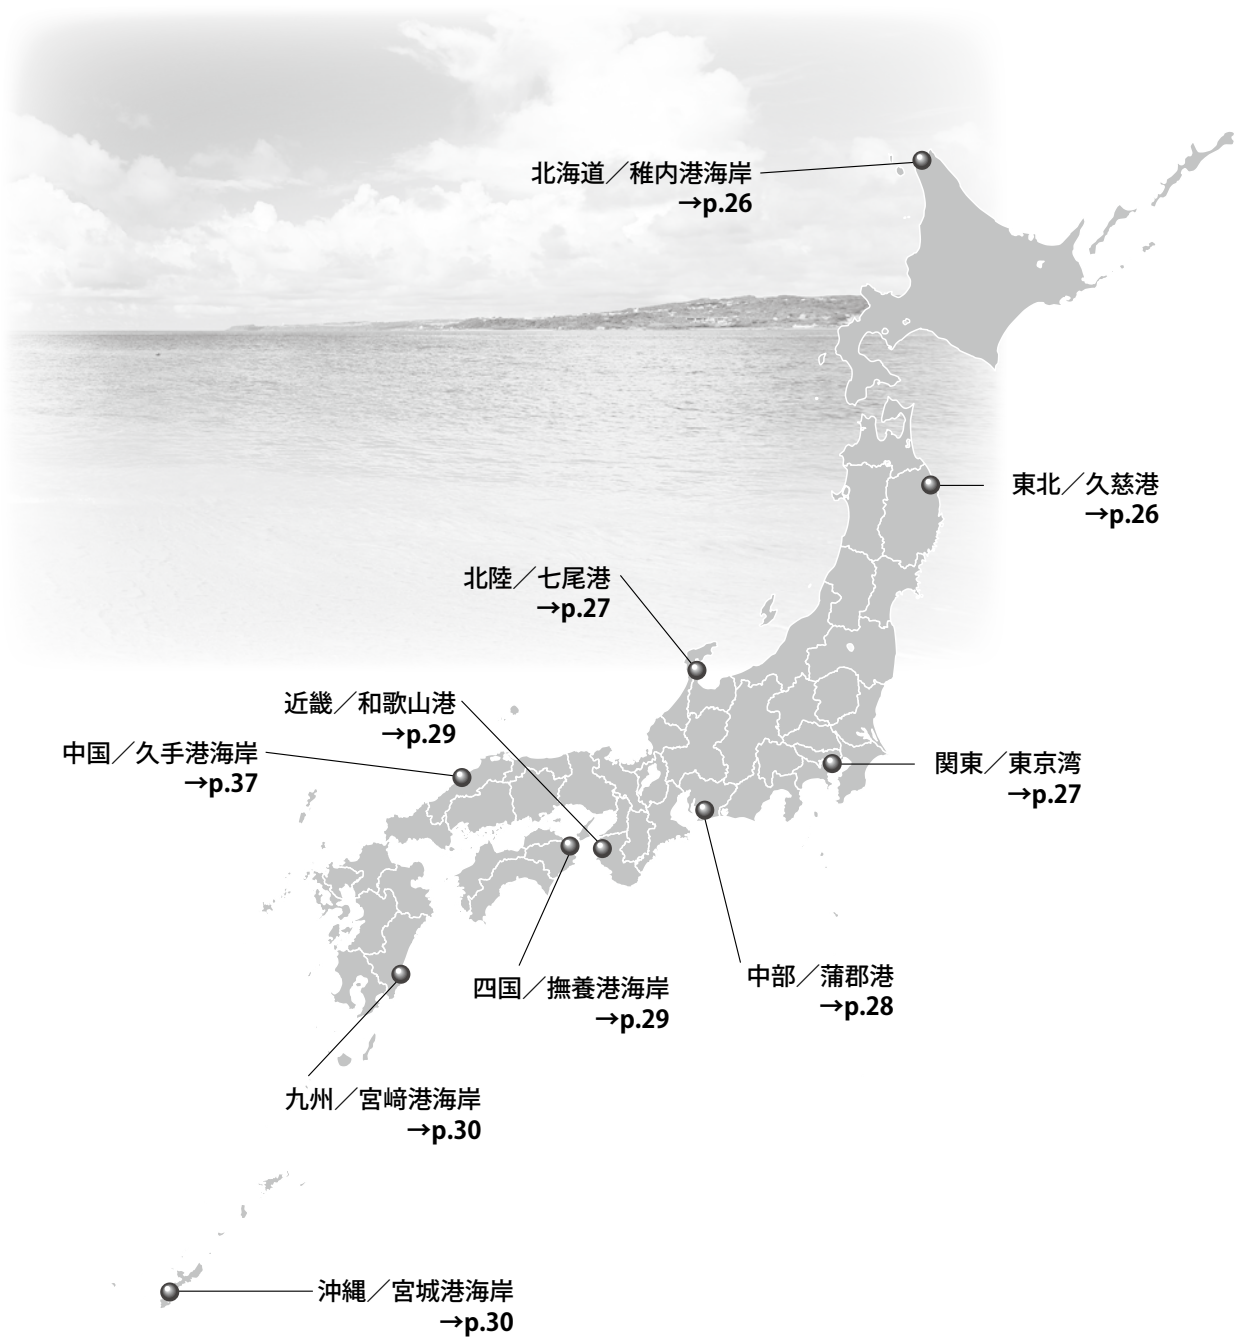 北海道／稚内港海岸
→p.26
東北／久慈港
→p.26
北陸／七尾港
→p.27
近畿／和歌山港
→p.29
中国／久手港海岸
→p.37
関東／東京湾
→p.27
中部／蒲郡港
→p.28
四国／撫養港海岸
→p.29
九州／宮﨑港海岸
→p.30
沖縄／宮城港海岸
→p.30